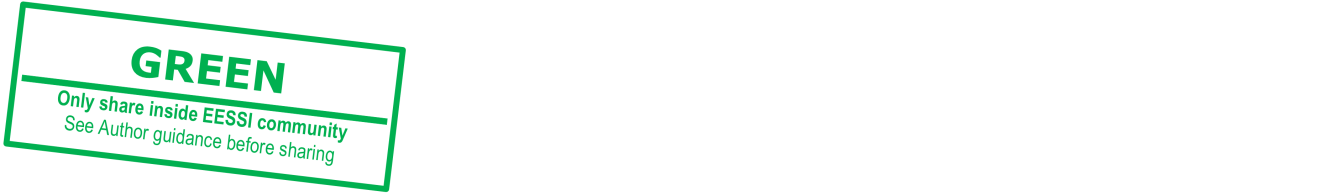 GREEN
Only share inside EESSI community
See Author guidance before sharing